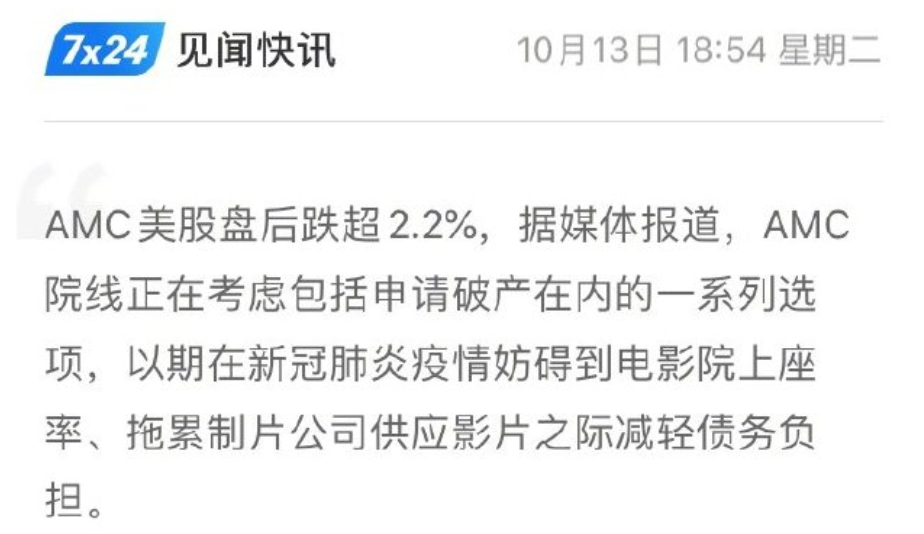 7x24 见闻快讯 10月13日 18:54 星期二
AMC美股盘后跌超2.2%，据媒体报道，AMC
院线正在考虑包括申请破产在内的一系列选
项，以期在新冠肺炎疫情妨碍到电影院上座
率、拖累制片公司供应影片之际减轻债务负
担。